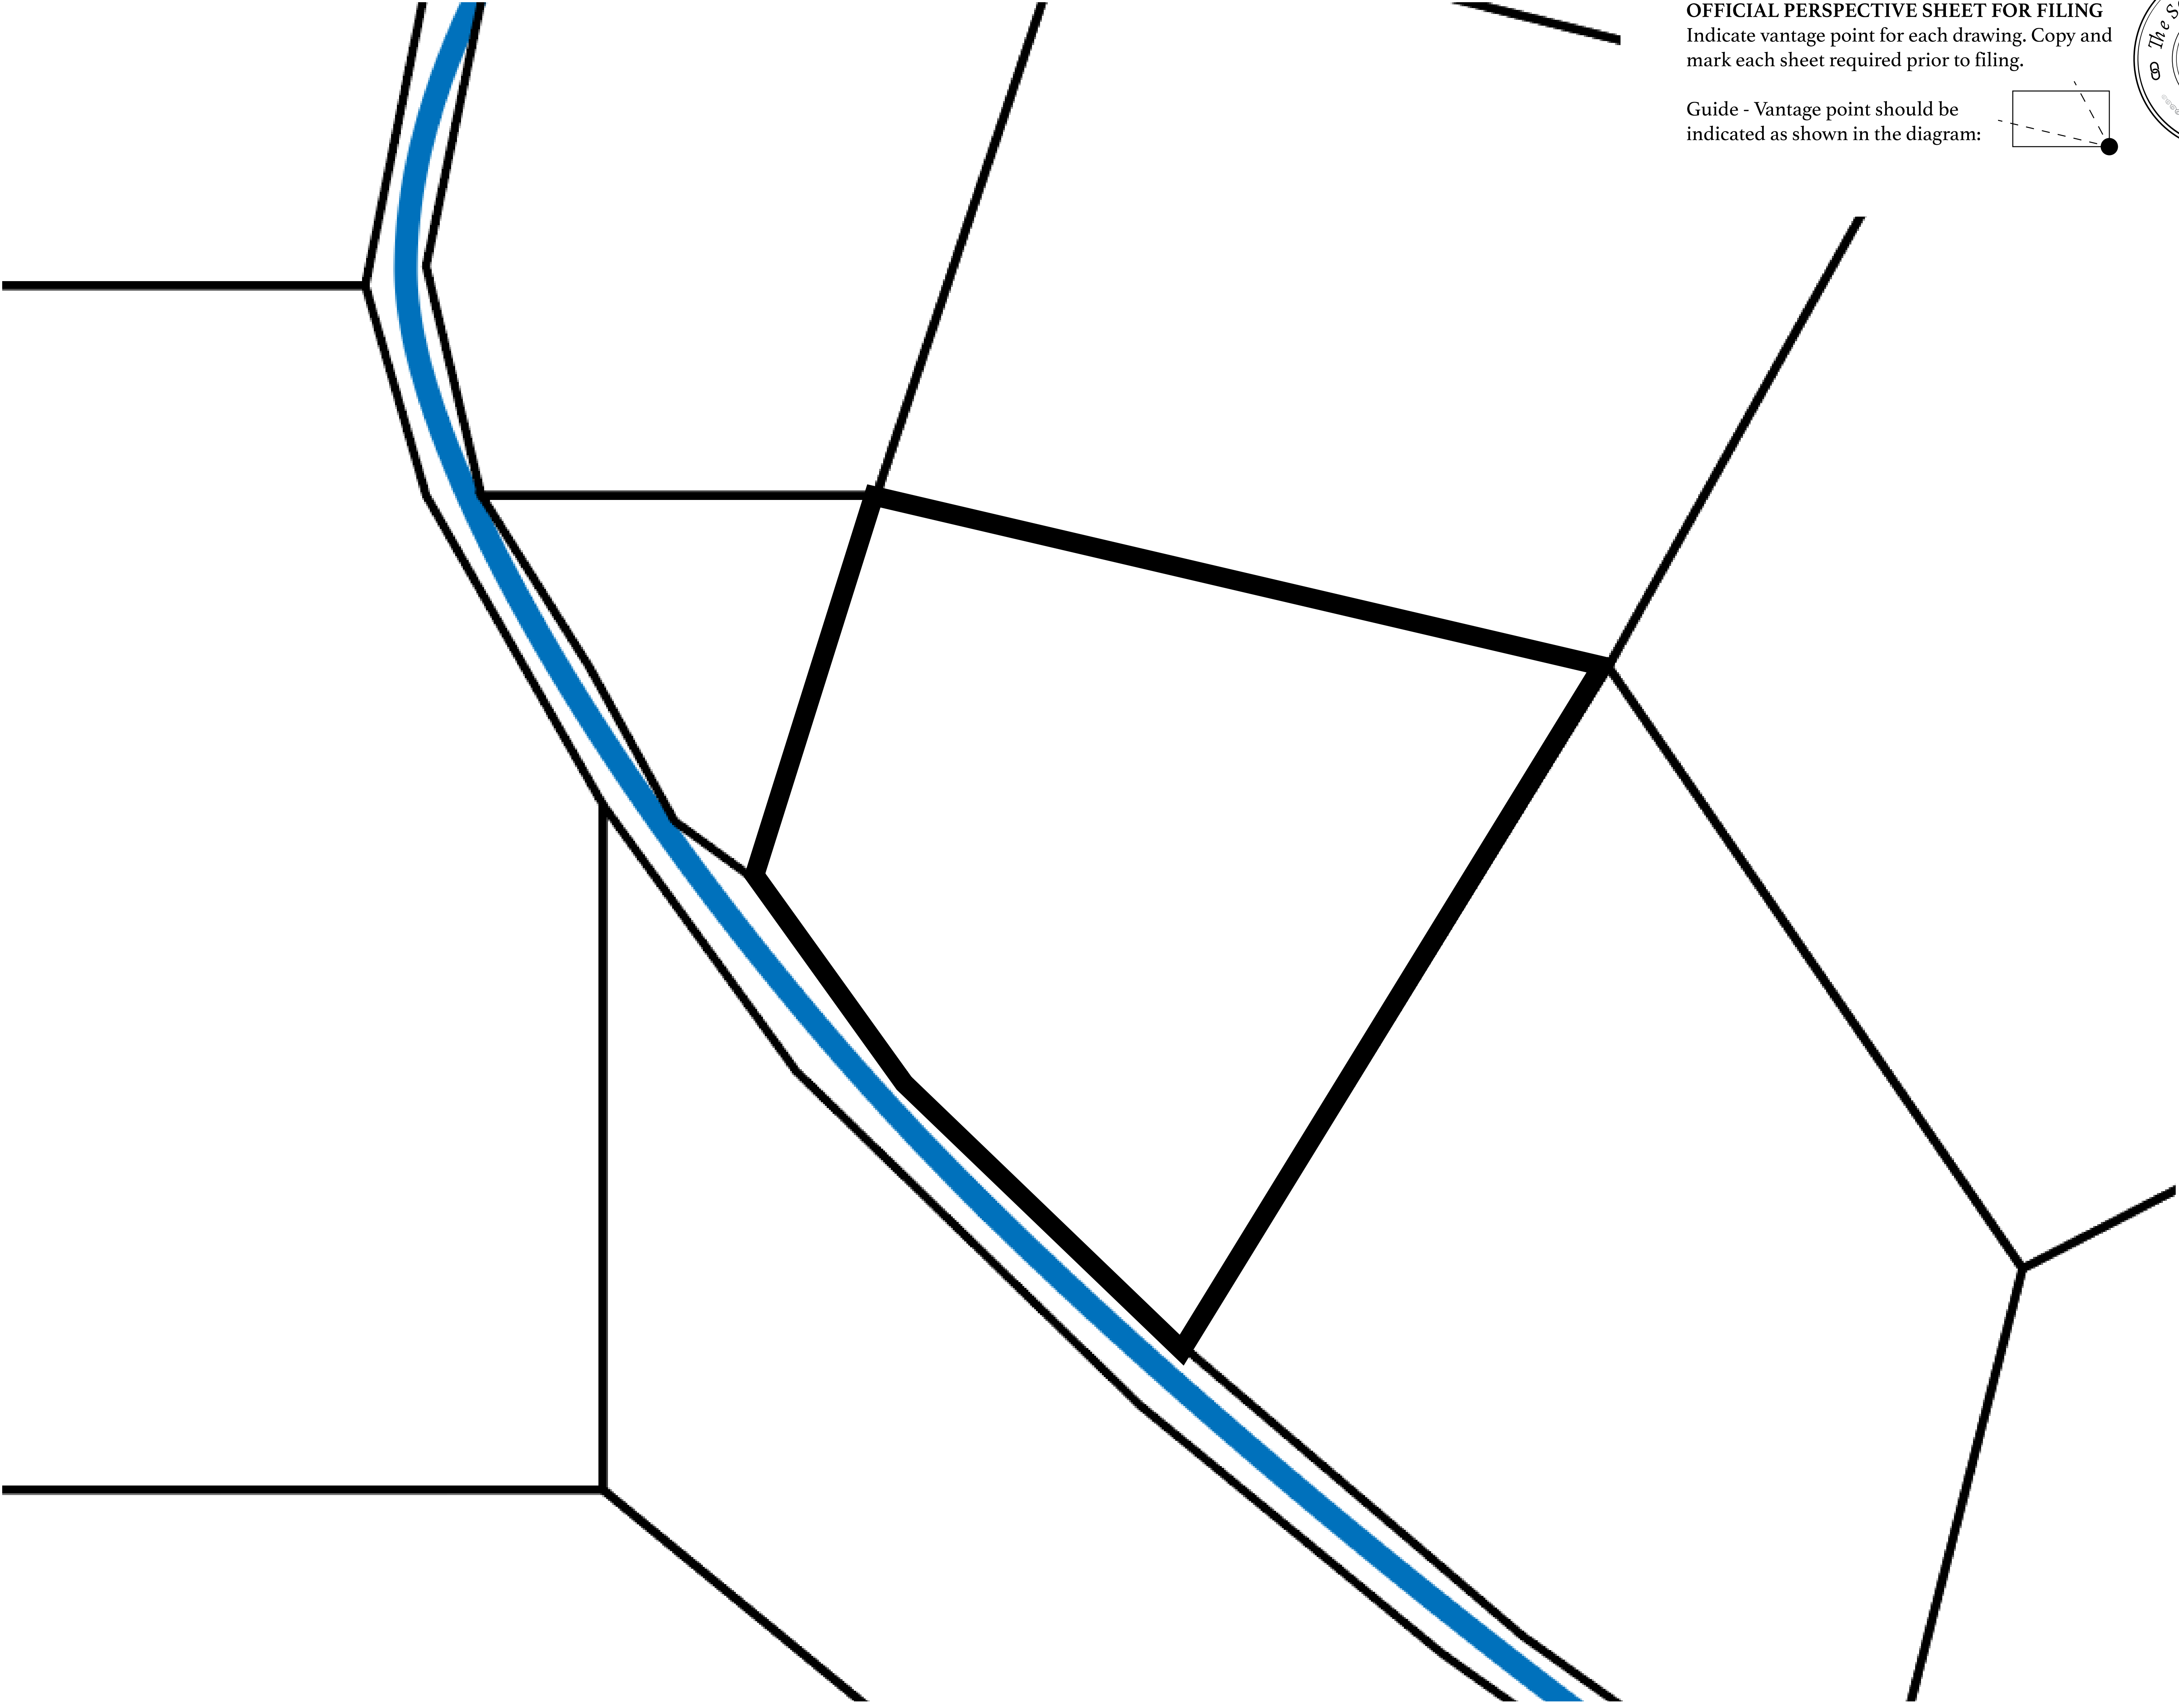 OFFICIAL PERSPECTIVE SHEET FOR FILING
Indicate vantage point for each drawing. Copy and
mark each sheet required prior to filing.
Guide - Vantage point should be
indicated as shown in the diagram:
The